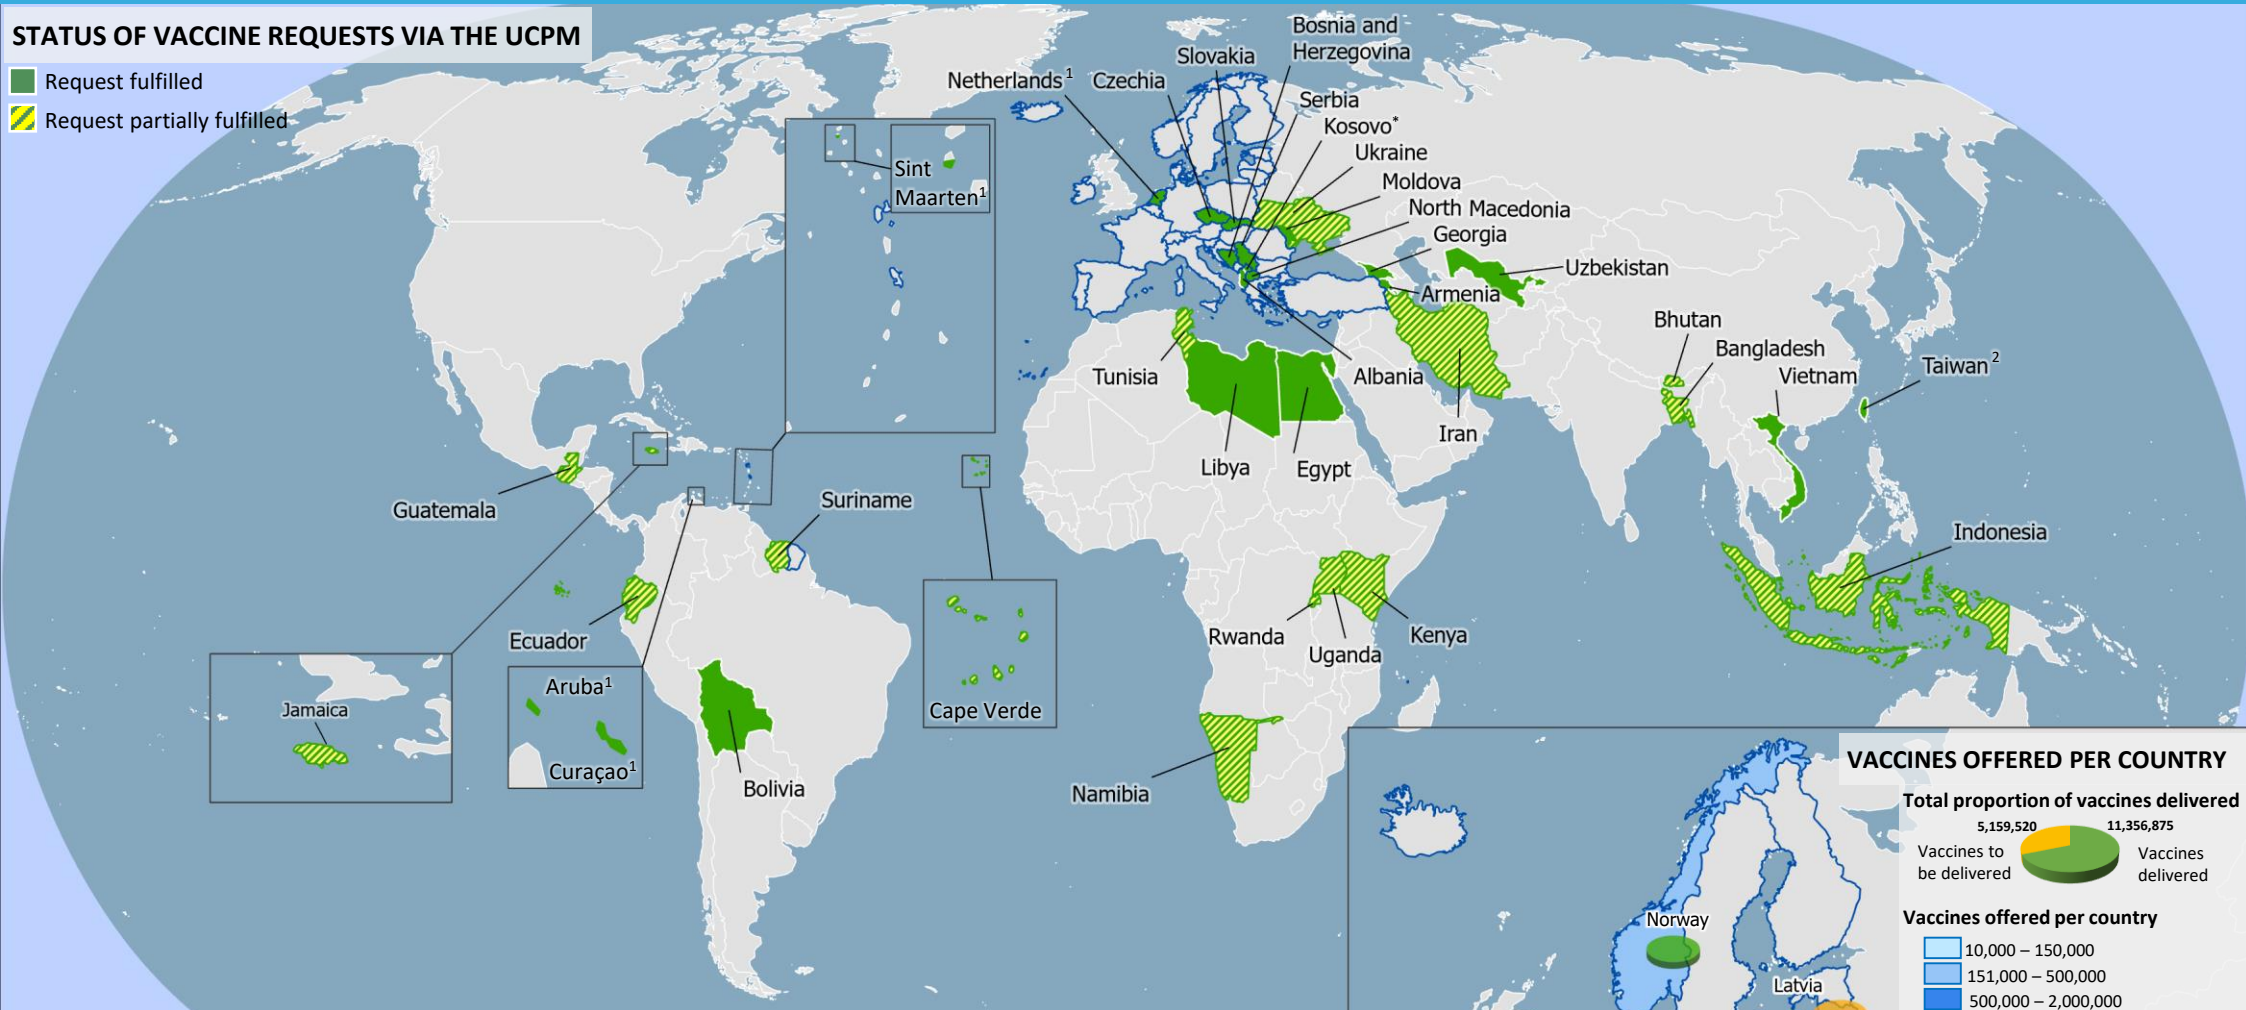 STATUS OF VACCINE REQUESTS VIA THE UCPM
Request fulfilled
Request partially fulfilled
Bosnia and
Herzegovina
Slovakia
Netherlands¹
Czechia
Serbia
Kosovo*
Ukraine
Moldova
North Macedonia
Georgia
Uzbekistan
Armenia
Sint
Maarten¹
Bhutan
Bangladesh
Vietnam
Taiwan²
Tunisia
Albania
Iran
Libya
Egypt
Guatemala
Suriname
Indonesia
Ecuador
Rwanda
Uganda
Kenya
Aruba¹
Curaçao¹
Jamaica
Cape Verde
Bolivia
Namibia
VACCINES OFFERED PER COUNTRY
Total proportion of vaccines delivered
5,159,520
11,356,875
Vaccines to
be delivered
Vaccines
delivered
Norway
Latvia
Vaccines offered per country
10,000 – 150,000
151,000 – 500,000
500,000 – 2,000,000